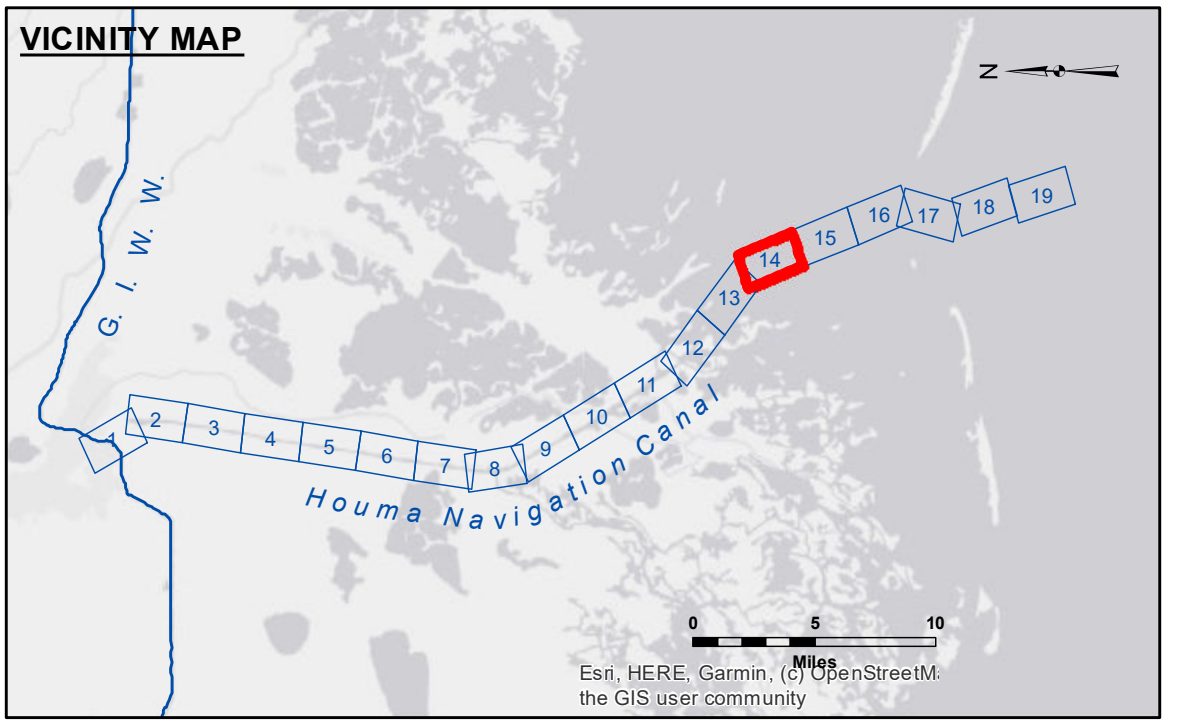 VICINITY MAP
N
G. I. W. W.
1
2
3
4
5
6
7
8
9
10
11
12
13
14
15
16
17
18
19
Houma Navigation Canal
0 5 10
Miles
Esri, HERE, Garmin, (c) OpenStreetM
the GIS user community